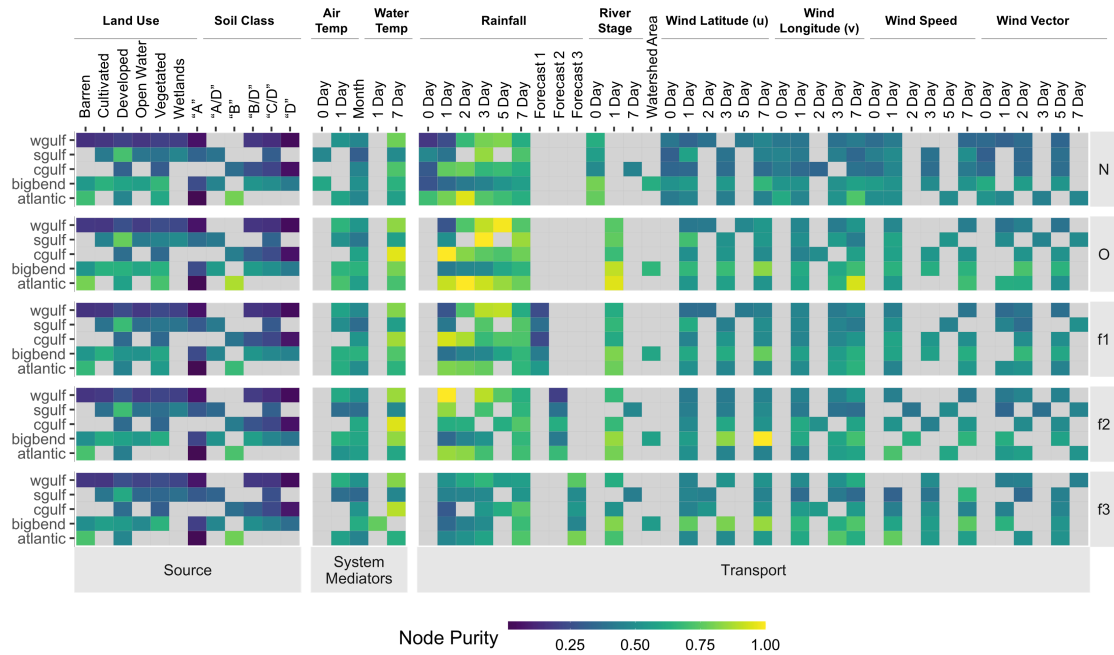 Land Use
Soil Class
Air
Temp
Water
Temp
Rainfall
River
Stage
Wind Latitude (u)
Wind
Longitude (v)
Wind Speed
Wind Vector
Barren
Cultivated
Developed
Open Water
Vegetated
Wetlands
"A"
"A/D"
"B"
"B/D"
"C/D"
"D"
0 Day
1 Day
Month
1 Day
7 Day
0 Day
1 Day
2 Day
3 Day
5 Day
7 Day
Forecast 1
Forecast 2
Forecast 3
0 Day
1 Day
7 Day
Watershed Area
0 Day
1 Day
2 Day
3 Day
5 Day
7 Day
0 Day
1 Day
2 Day
3 Day
7 Day
0 Day
1 Day
2 Day
3 Day
5 Day
7 Day
0 Day
1 Day
2 Day
3 Day
5 Day
7 Day
wgulf
sgulf
cgulf
bigbend
atlantic
N
wgulf
sgulf
cgulf
bigbend
atlantic
O
wgulf
sgulf
cgulf
bigbend
atlantic
f1
wgulf
sgulf
cgulf
bigbend
atlantic
f2
wgulf
sgulf
cgulf
bigbend
atlantic
f3
Source
System
Mediators
Transport
Node Purity
0.25 0.50 0.75 1.00